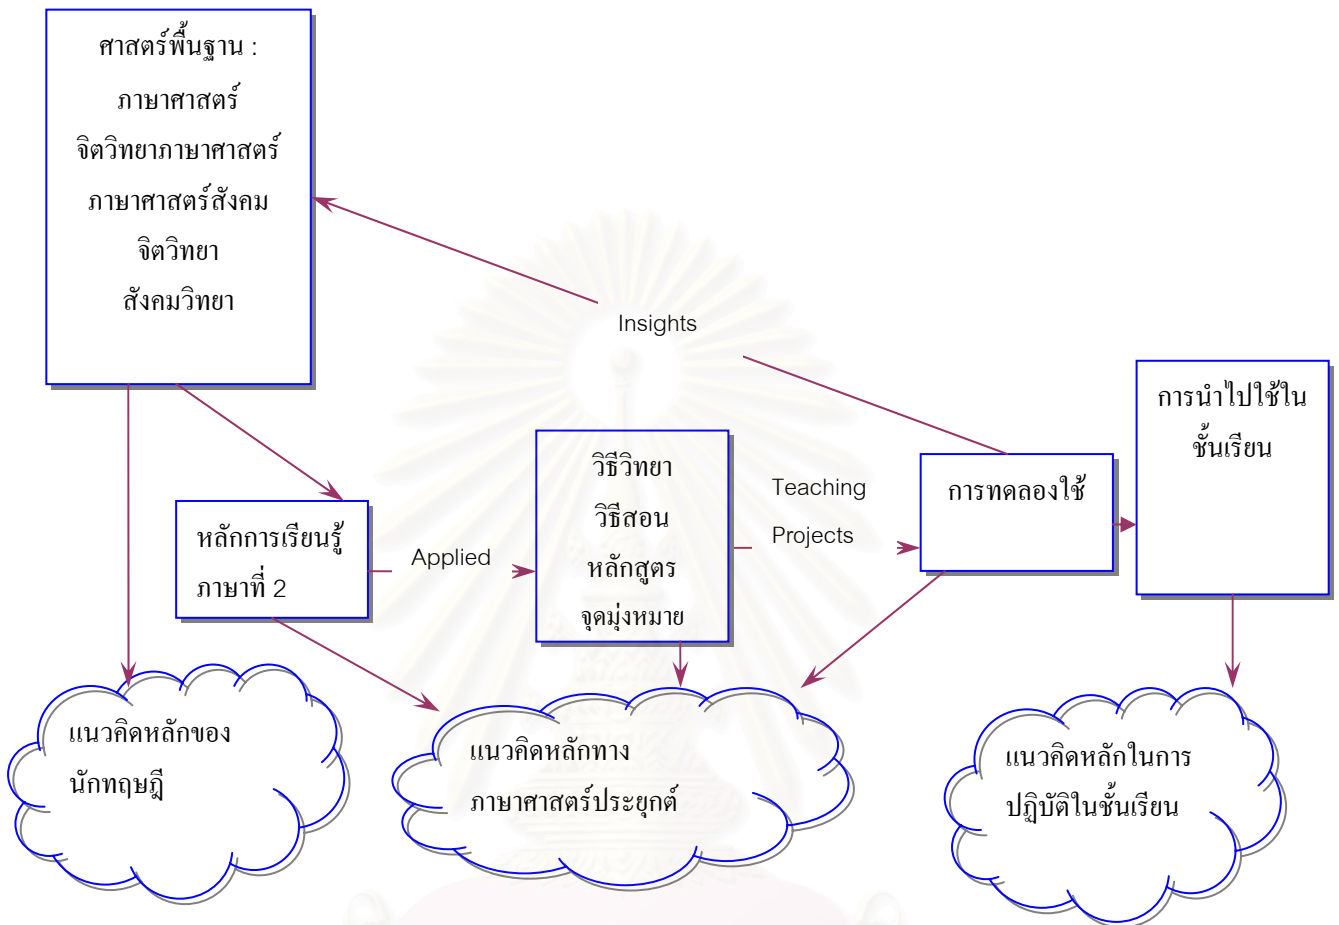 ศาสตร์พื้นฐาน :
ภาษาศาสตร์
จิตวิทยาภาษาศาสตร์
ภาษาศาสตร์สังคม
จิตวิทยา
สังคมวิทยา
Insights
หลักการเรียนรู้
ภาษาที่ 2
Applied
วิธีวิทยา
วิธีสอน
หลักสูตร
จุดมุ่งหมาย
Teaching
Projects
การทดลองใช้
การนำไปใช้ใน
ชั้นเรียน
แนวคิดหลักของ
นักทฤษฎี
แนวคิดหลักทาง
ภาษาศาสตร์ประยุกต์
แนวคิดหลักในการ
ปฏิบัติในชั้นเรียน